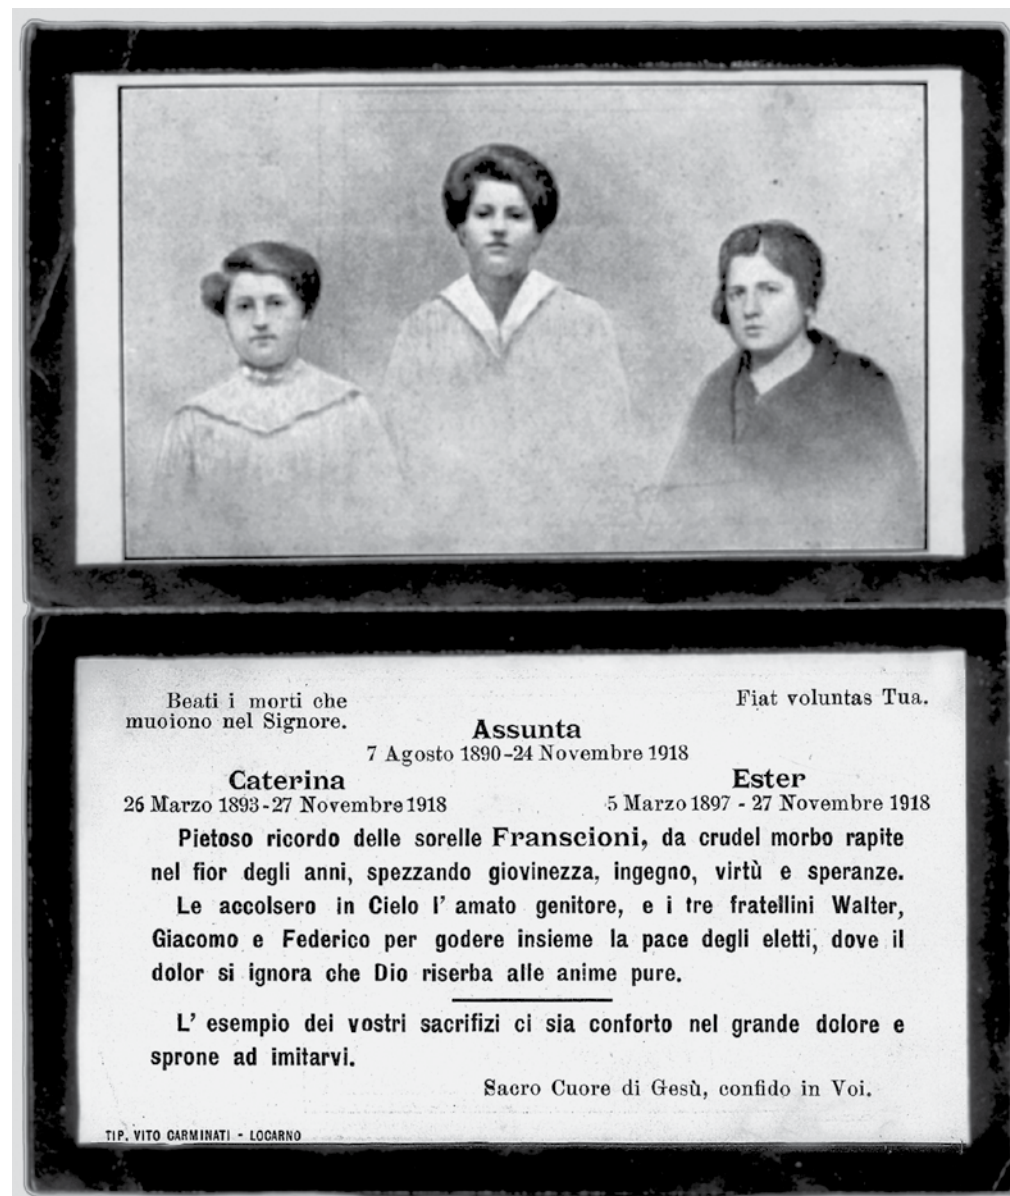 Beati i morti che
muoiono nel Signore.
Fiat voluntas Tua.
Assunta
7 Agosto 1890-24 Novembre 1918
Caterina
26 Marzo 1893-27 Novembre 1918
Ester
5 Marzo 1897 - 27 Novembre 1918
Pietoso ricordo delle sorelle Franscioni, da crudel morbo rapite
nel fior degli anni, spezzando giovinezza, ingegno, virtù e speranze.
Le accolsero in Cielo l' amato genitore, e i tre fratellini Walter,
Giacomo e Federico per godere insieme la pace degli eletti, dove il
dolor si ignora che Dio riserba alle anime pure.
L' esempio dei vostri sacrifizi ci sia conforto nel grande dolore e
sprone ad imitarvi.
Sacro Cuore di Gesù, confido in Voi.
TIP. VITO CARMINATI - LOCARNO